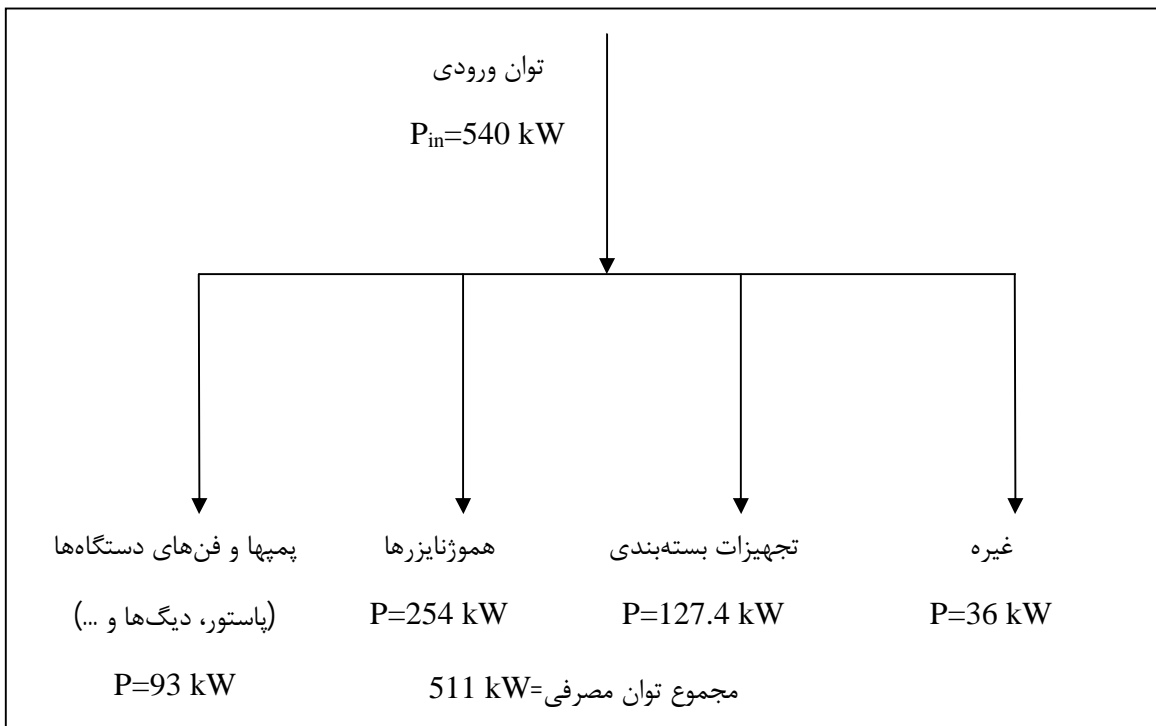 توان ورودی
Pin=540 kW
پمپها و فن‌های دستگاه‌ها
(پاستور، دیگ‌ها و ...)
P=93 kW
هموژنایزرها
P=254 kW
تجهیزات بسته‌بندی
P=127.4 kW
غیره
P=36 kW
مجموع توان مصرفی=511 kW